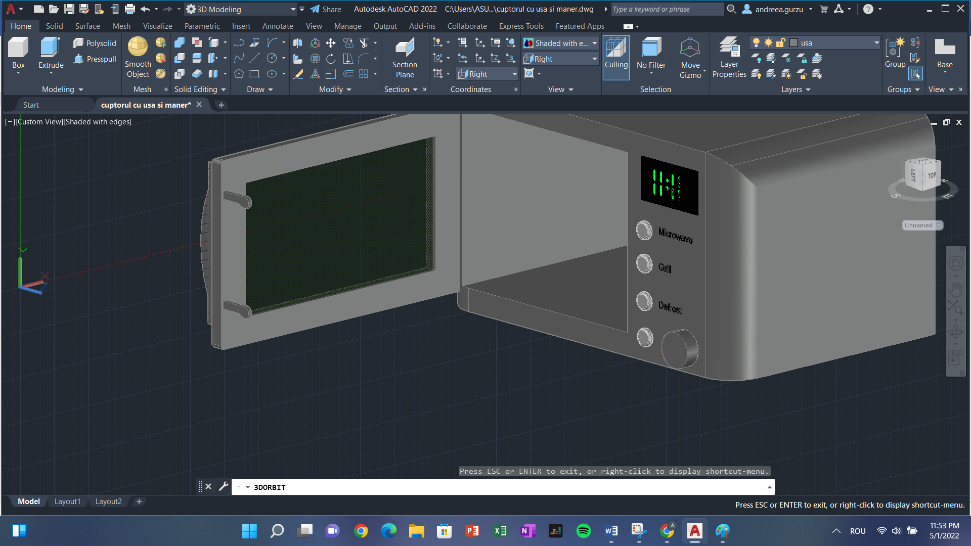 3D Modeling
Share
Autodesk AutoCAD 2022
C:\Users\ASU...\cuptorul cu usa si maner.dwg
Type a keyword or phrase
andreea.gurzu
Home
Solid
Surface
Mesh
Visualize
Parametric
Insert
Annotate
View
Manage
Output
Add-ins
Collaborate
Express Tools
Featured Apps
Box
Extrude
Polysolid
Presspull
Smooth Object
Section Plane
Right
Shaded with e...
Right
Culling
No Filter
Move Gizmo
Layer Properties
usa
Group
Base
Modeling
Mesh
Solid Editing
Draw
Modify
Section
Coordinates
View
Selection
Layers
Groups
View
Start
cuptorul cu usa si maner*
[−][Custom View][Shaded with edges]
LEFT
TOP
Unnamed
Y
X
Microwave
Grill
Defrost
Press ESC or ENTER to exit, or right-click to display shortcut-menu.
3DORBIT
Model
Layout1
Layout2
Press ESC or ENTER to exit, or right-click to display shortcut-menu.
ROU
11:53 PM
5/1/2022